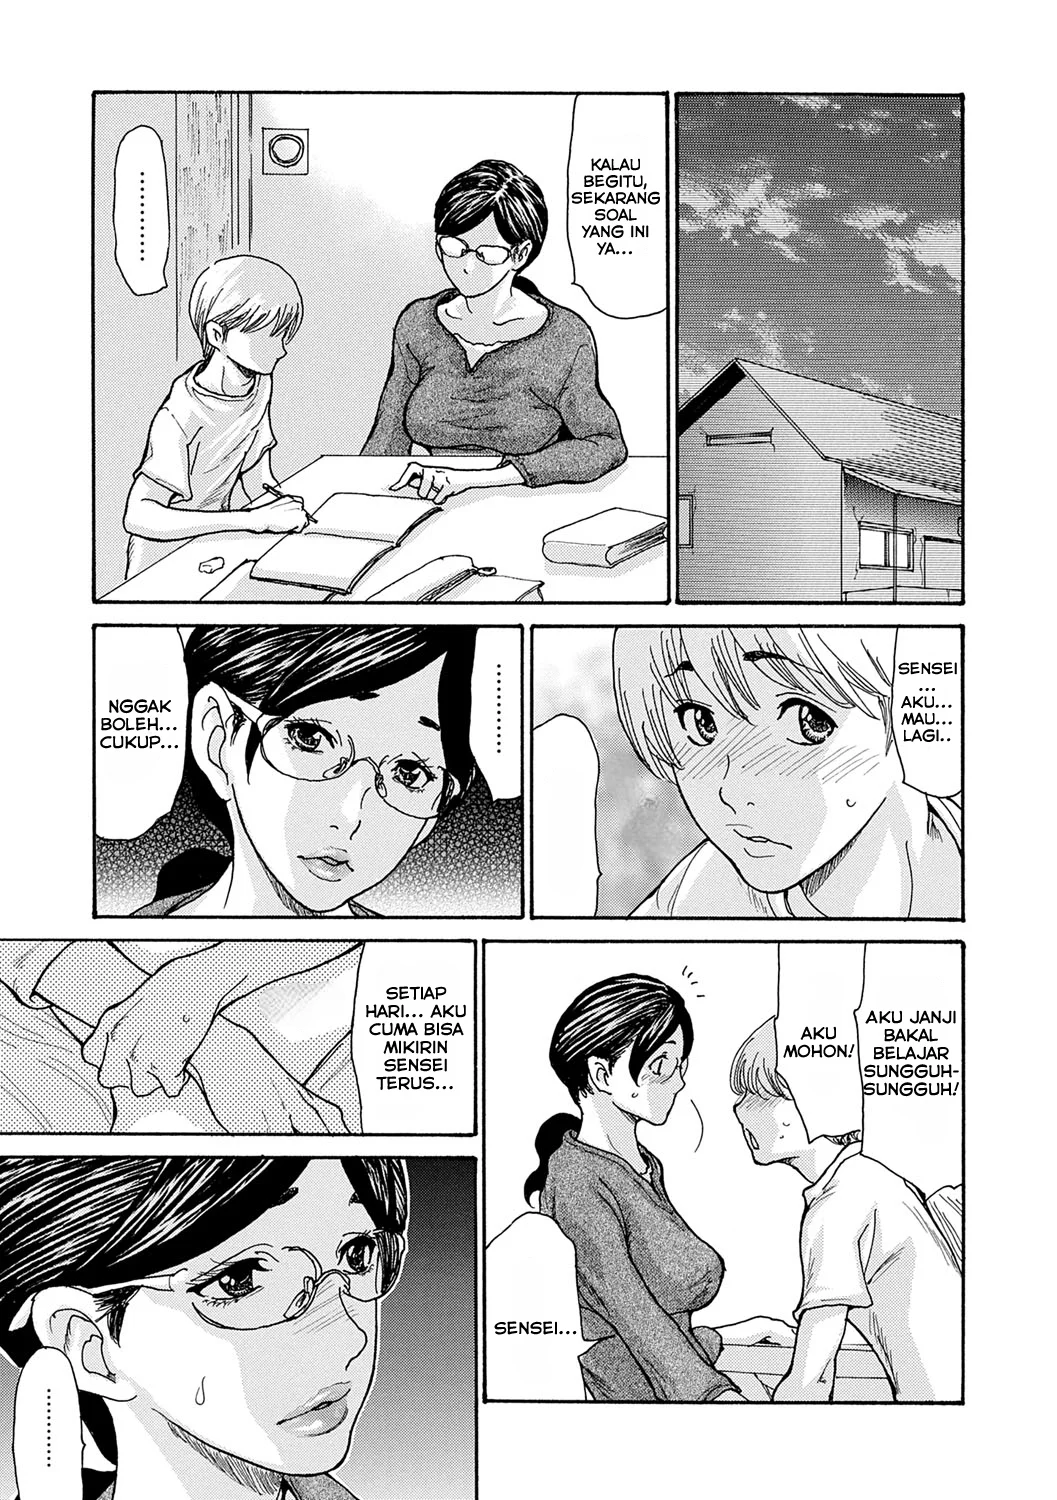 KALAU
BEGITU,
SEKARANG
SOAL
YANG INI
YA...
.........
SENSEI
...
AKU...
MAU...
LAGI..
.........
NGGAK
BOLEH...
CUKUP...
AKU JANJI
BAKAL
BELAJAR
SUNGGUH-
SUNGGUH!
AKU
MOHON!
SENSEI...
SETIAP
HARI... AKU
CUMA BISA
MIKIRIN
SENSEI
TERUS...
.........